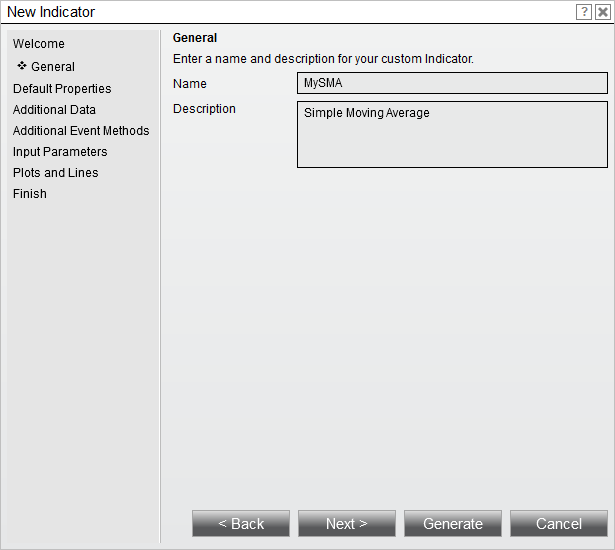 New Indicator
?
Welcome
General
Default Properties
Additional Data
Additional Event Methods
Input Parameters
Plots and Lines
Finish
General
Enter a name and description for your custom Indicator.
Name
MySMA
Description
Simple Moving Average
< Back
Next >
Generate
Cancel